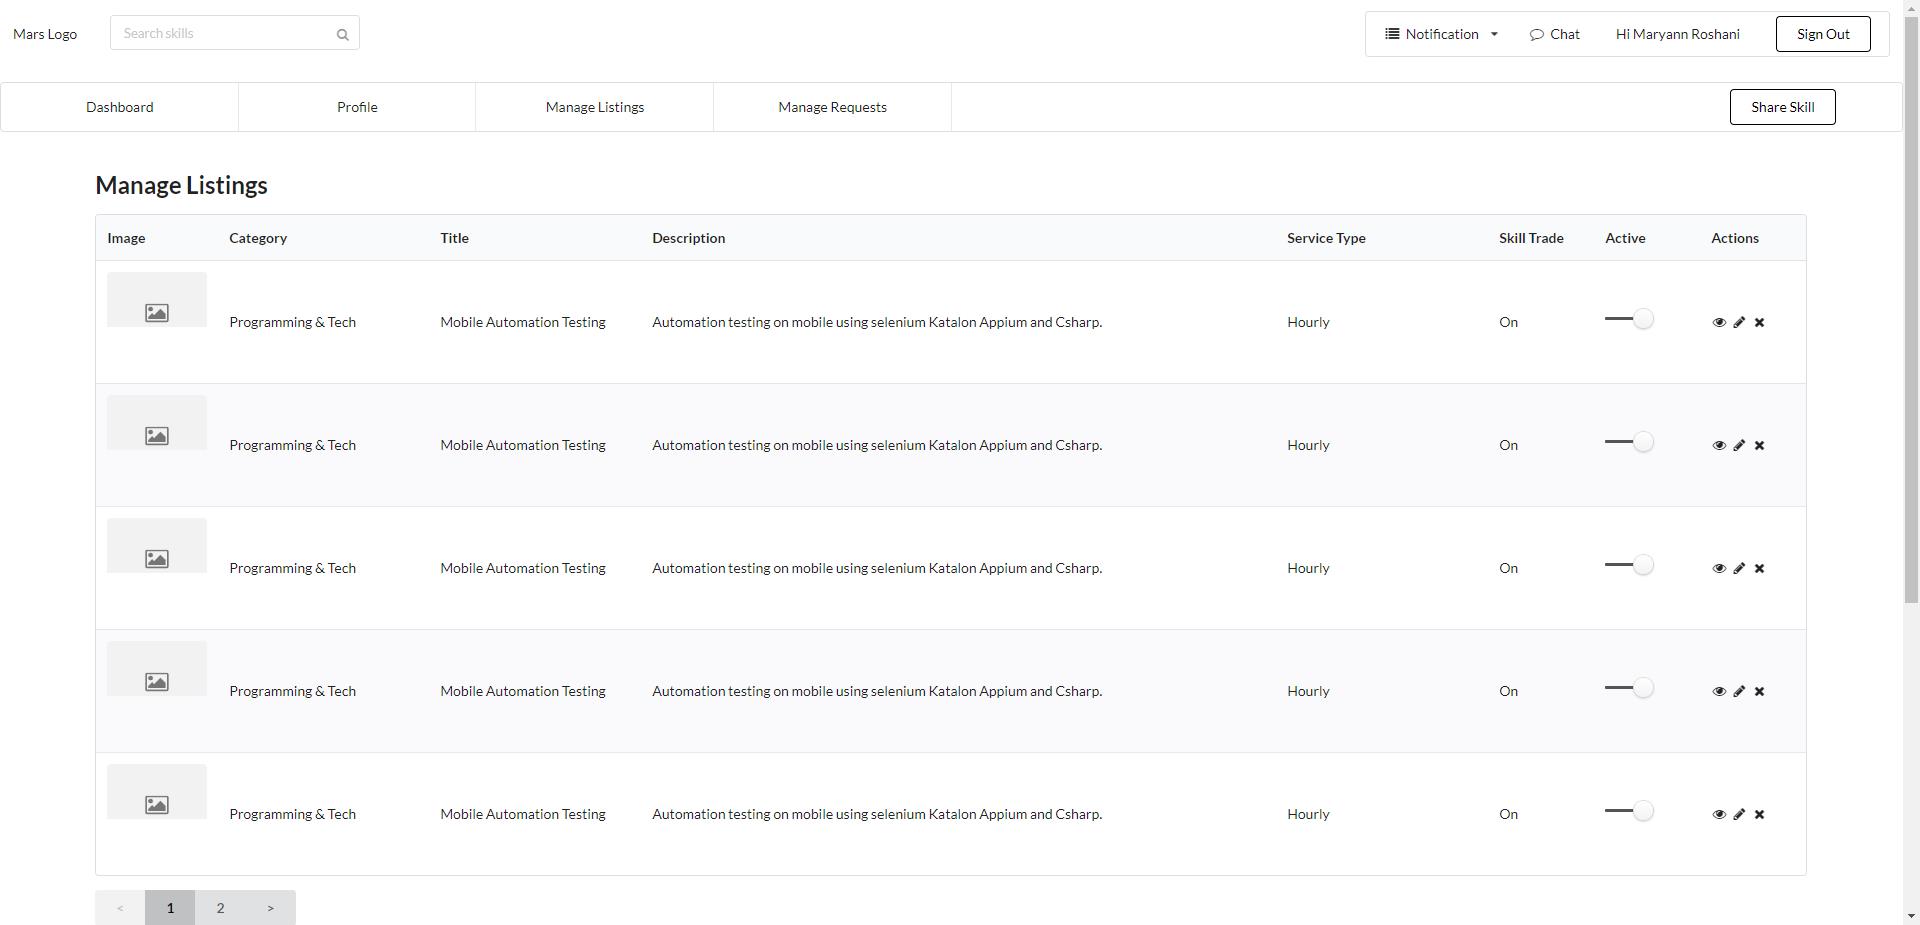 Mars Logo
Search skills
Notification
Chat
Hi Maryann Roshani
Sign Out
Dashboard
Profile
Manage Listings
Manage Requests
Share Skill
Manage Listings
Image Category Title Description Service Type Skill Trade Active Actions
Programming & Tech Mobile Automation Testing Automation testing on mobile using selenium Katalon Appium and Csharp. Hourly On
Programming & Tech Mobile Automation Testing Automation testing on mobile using selenium Katalon Appium and Csharp. Hourly On
Programming & Tech Mobile Automation Testing Automation testing on mobile using selenium Katalon Appium and Csharp. Hourly On
Programming & Tech Mobile Automation Testing Automation testing on mobile using selenium Katalon Appium and Csharp. Hourly On
Programming & Tech Mobile Automation Testing Automation testing on mobile using selenium Katalon Appium and Csharp. Hourly On
< 1 2 >